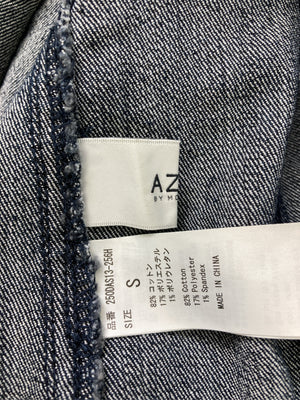 AZ
BY M
品番 250DAS13-256H
SIZE S
82% コットン
17% ポリエステル
1% ポリウレタン
82% Cotton
17% Polyester
1% Spandex
MADE IN CHINA